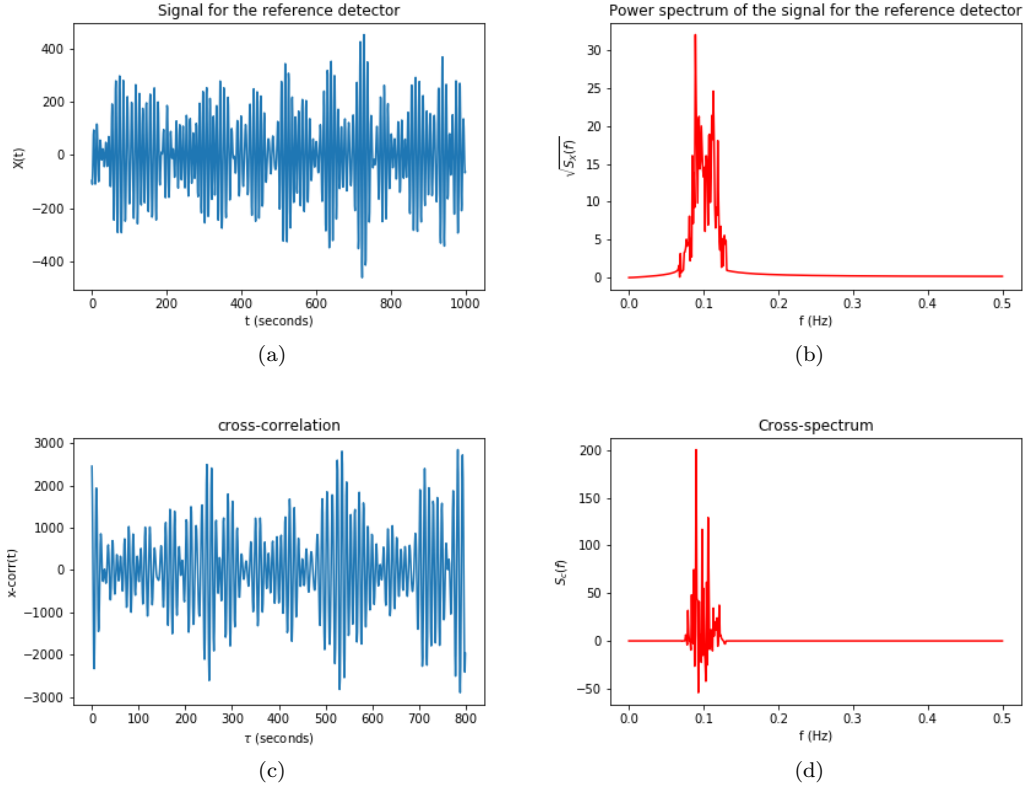 Signal for the reference detector
400
200
0
−200
−400
X(t)
0 200 400 600 800 1000
t (seconds)
(a)
Power spectrum of the signal for the reference detector
30
25
20
15
10
5
0
√S_X(f)
0.0 0.1 0.2 0.3 0.4 0.5
f (Hz)
(b)
cross-correlation
3000
2000
1000
0
−1000
−2000
−3000
x-corr(t)
0 100 200 300 400 500 600 700 800
τ (seconds)
(c)
Cross-spectrum
200
150
100
50
0
−50
S_c(f)
0.0 0.1 0.2 0.3 0.4 0.5
f (Hz)
(d)